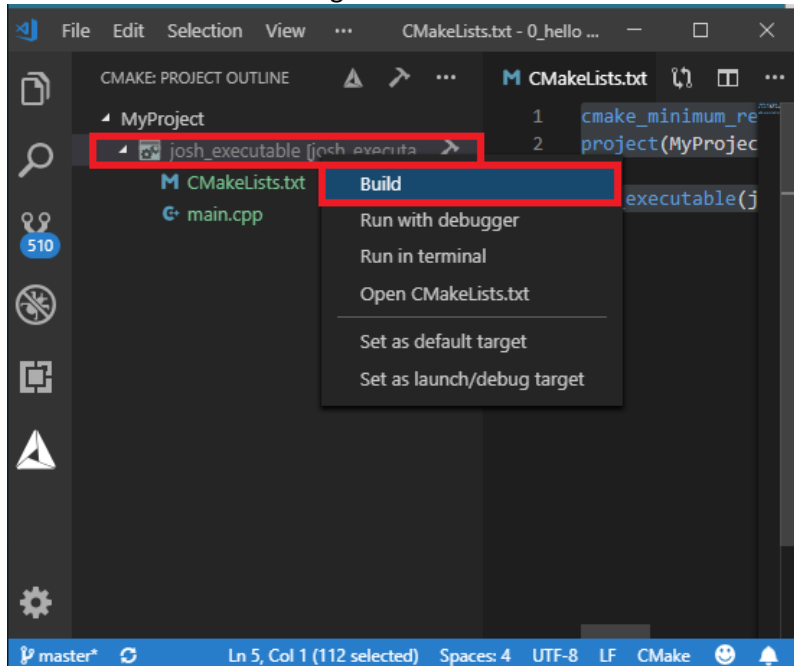 File Edit Selection View ... CMakeLists.txt - 0_hello ...
CMAKE: PROJECT OUTLINE ...
M CMakeLists.txt ...
MyProject
josh_executable [josh_executa
M CMakeLists.txt
G+ main.cpp
510
1 cmake_minimum_re
2 project(MyProjec
executable(j
Build
Run with debugger
Run in terminal
Open CMakeLists.txt
Set as default target
Set as launch/debug target
master* Ln 5, Col 1 (112 selected) Spaces: 4 UTF-8 LF CMake